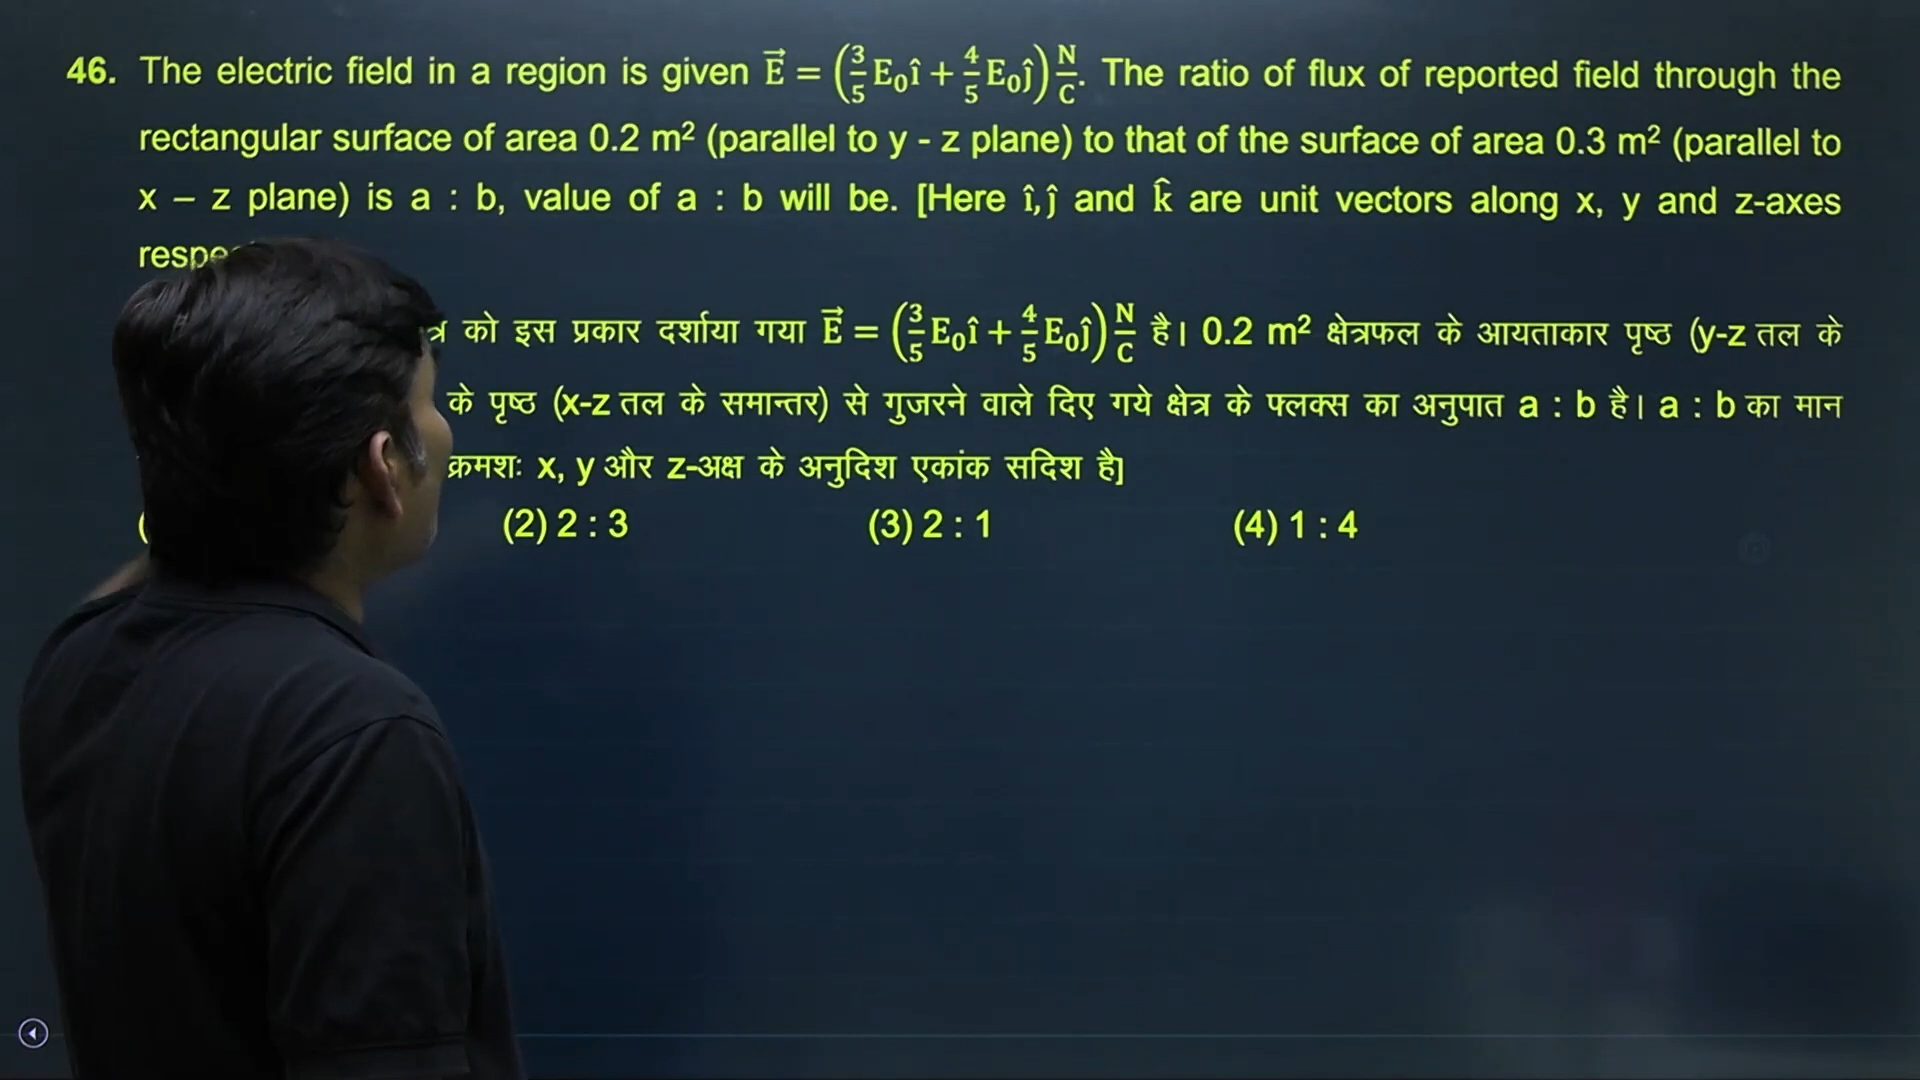 46. The electric field in a region is given E⃗ = (3/5 E₀î + 4/5 E₀ĵ) N/C. The ratio of flux of reported field through the
rectangular surface of area 0.2 m² (parallel to y - z plane) to that of the surface of area 0.3 m² (parallel to
x – z plane) is a : b, value of a : b will be. [Here î, ĵ and k̂ are unit vectors along x, y and z-axes
को इस प्रकार दर्शाया गया E⃗ = (3/5 E₀î + 4/5 E₀ĵ) N/C है। 0.2 m² क्षेत्रफल के आयताकार पृष्ठ (y-z तल के
के पृष्ठ (x-z तल के समान्तर) से गुजरने वाले दिए गये क्षेत्र के फ्लक्स का अनुपात a : b है। a : b का मान
क्रमशः x, y और z-अक्ष के अनुदिश एकांक सदिश है]
(2) 2 : 3 (3) 2 : 1 (4) 1 : 4